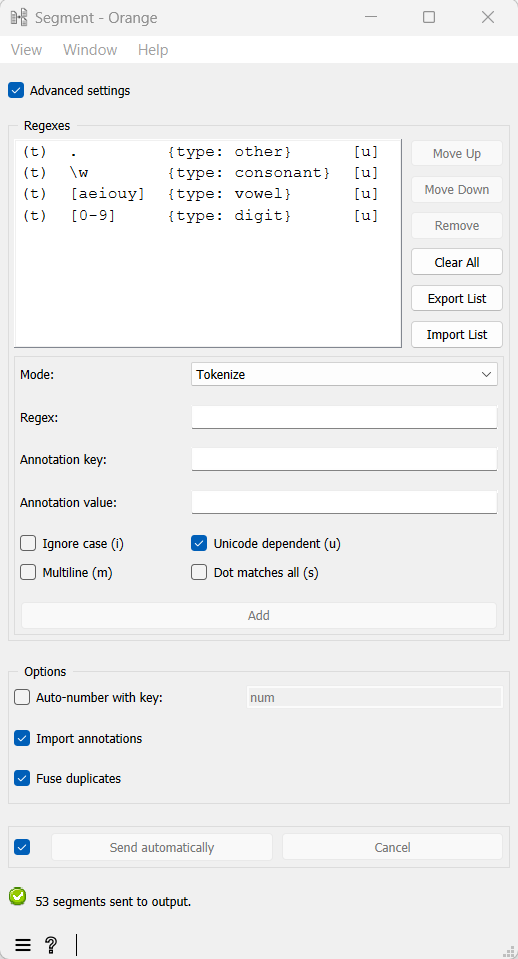 Segment - Orange
View Window Help
Advanced settings
Regexes
(t) . {type: other} [u]
(t) \w {type: consonant} [u]
(t) [aeiouy] {type: vowel} [u]
(t) [0-9] {type: digit} [u]
Move Up
Move Down
Remove
Clear All
Export List
Import List
Mode: Tokenize
Regex:
Annotation key:
Annotation value:
Ignore case (i) Unicode dependent (u)
Multiline (m) Dot matches all (s)
Add
Options
Auto-number with key: num
Import annotations
Fuse duplicates
Send automatically Cancel
53 segments sent to output.
?